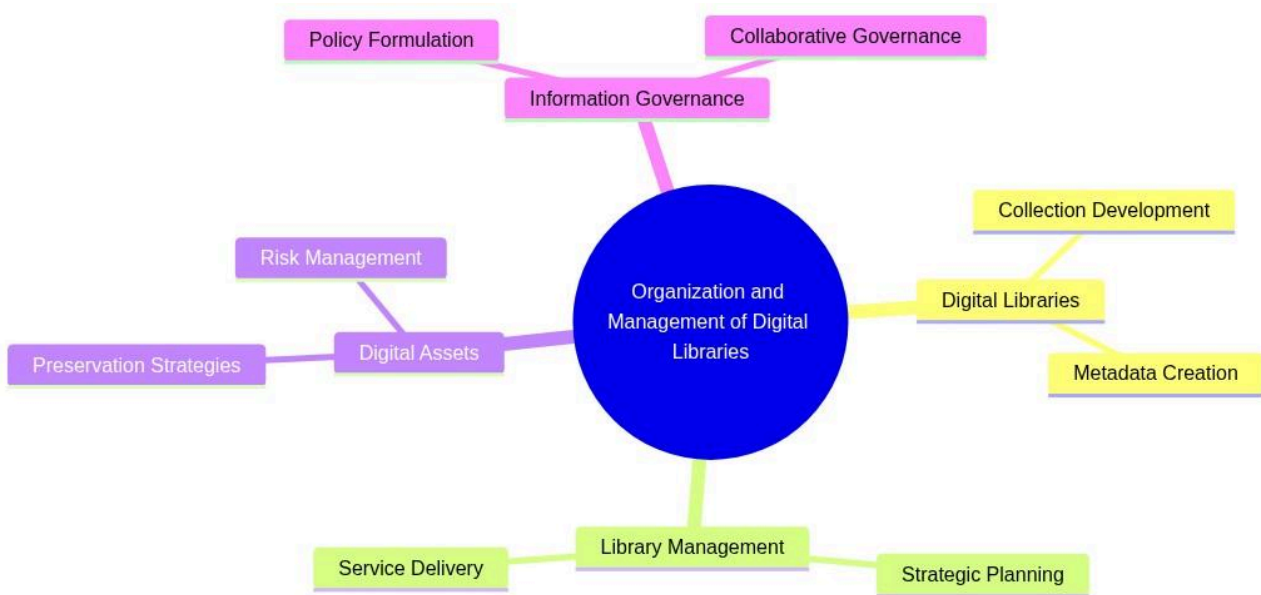 Policy Formulation
Collaborative Governance
Information Governance
Collection Development
Risk Management
Organization and
Management of Digital
Libraries
Digital Libraries
Digital Assets
Preservation Strategies
Metadata Creation
Library Management
Service Delivery
Strategic Planning